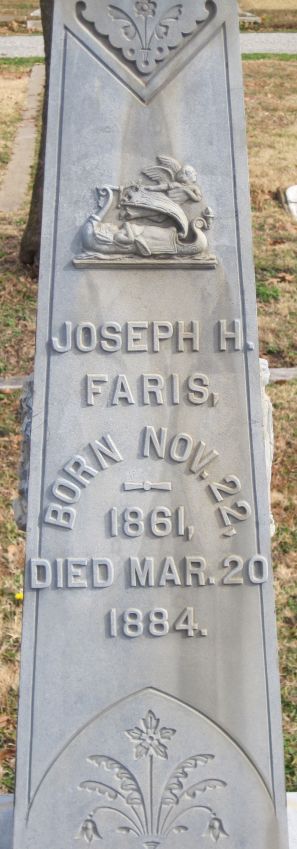 JOSEPH H.
FARIS,
BORN NOV. 22,
1861,
DIED MAR. 20
1884.